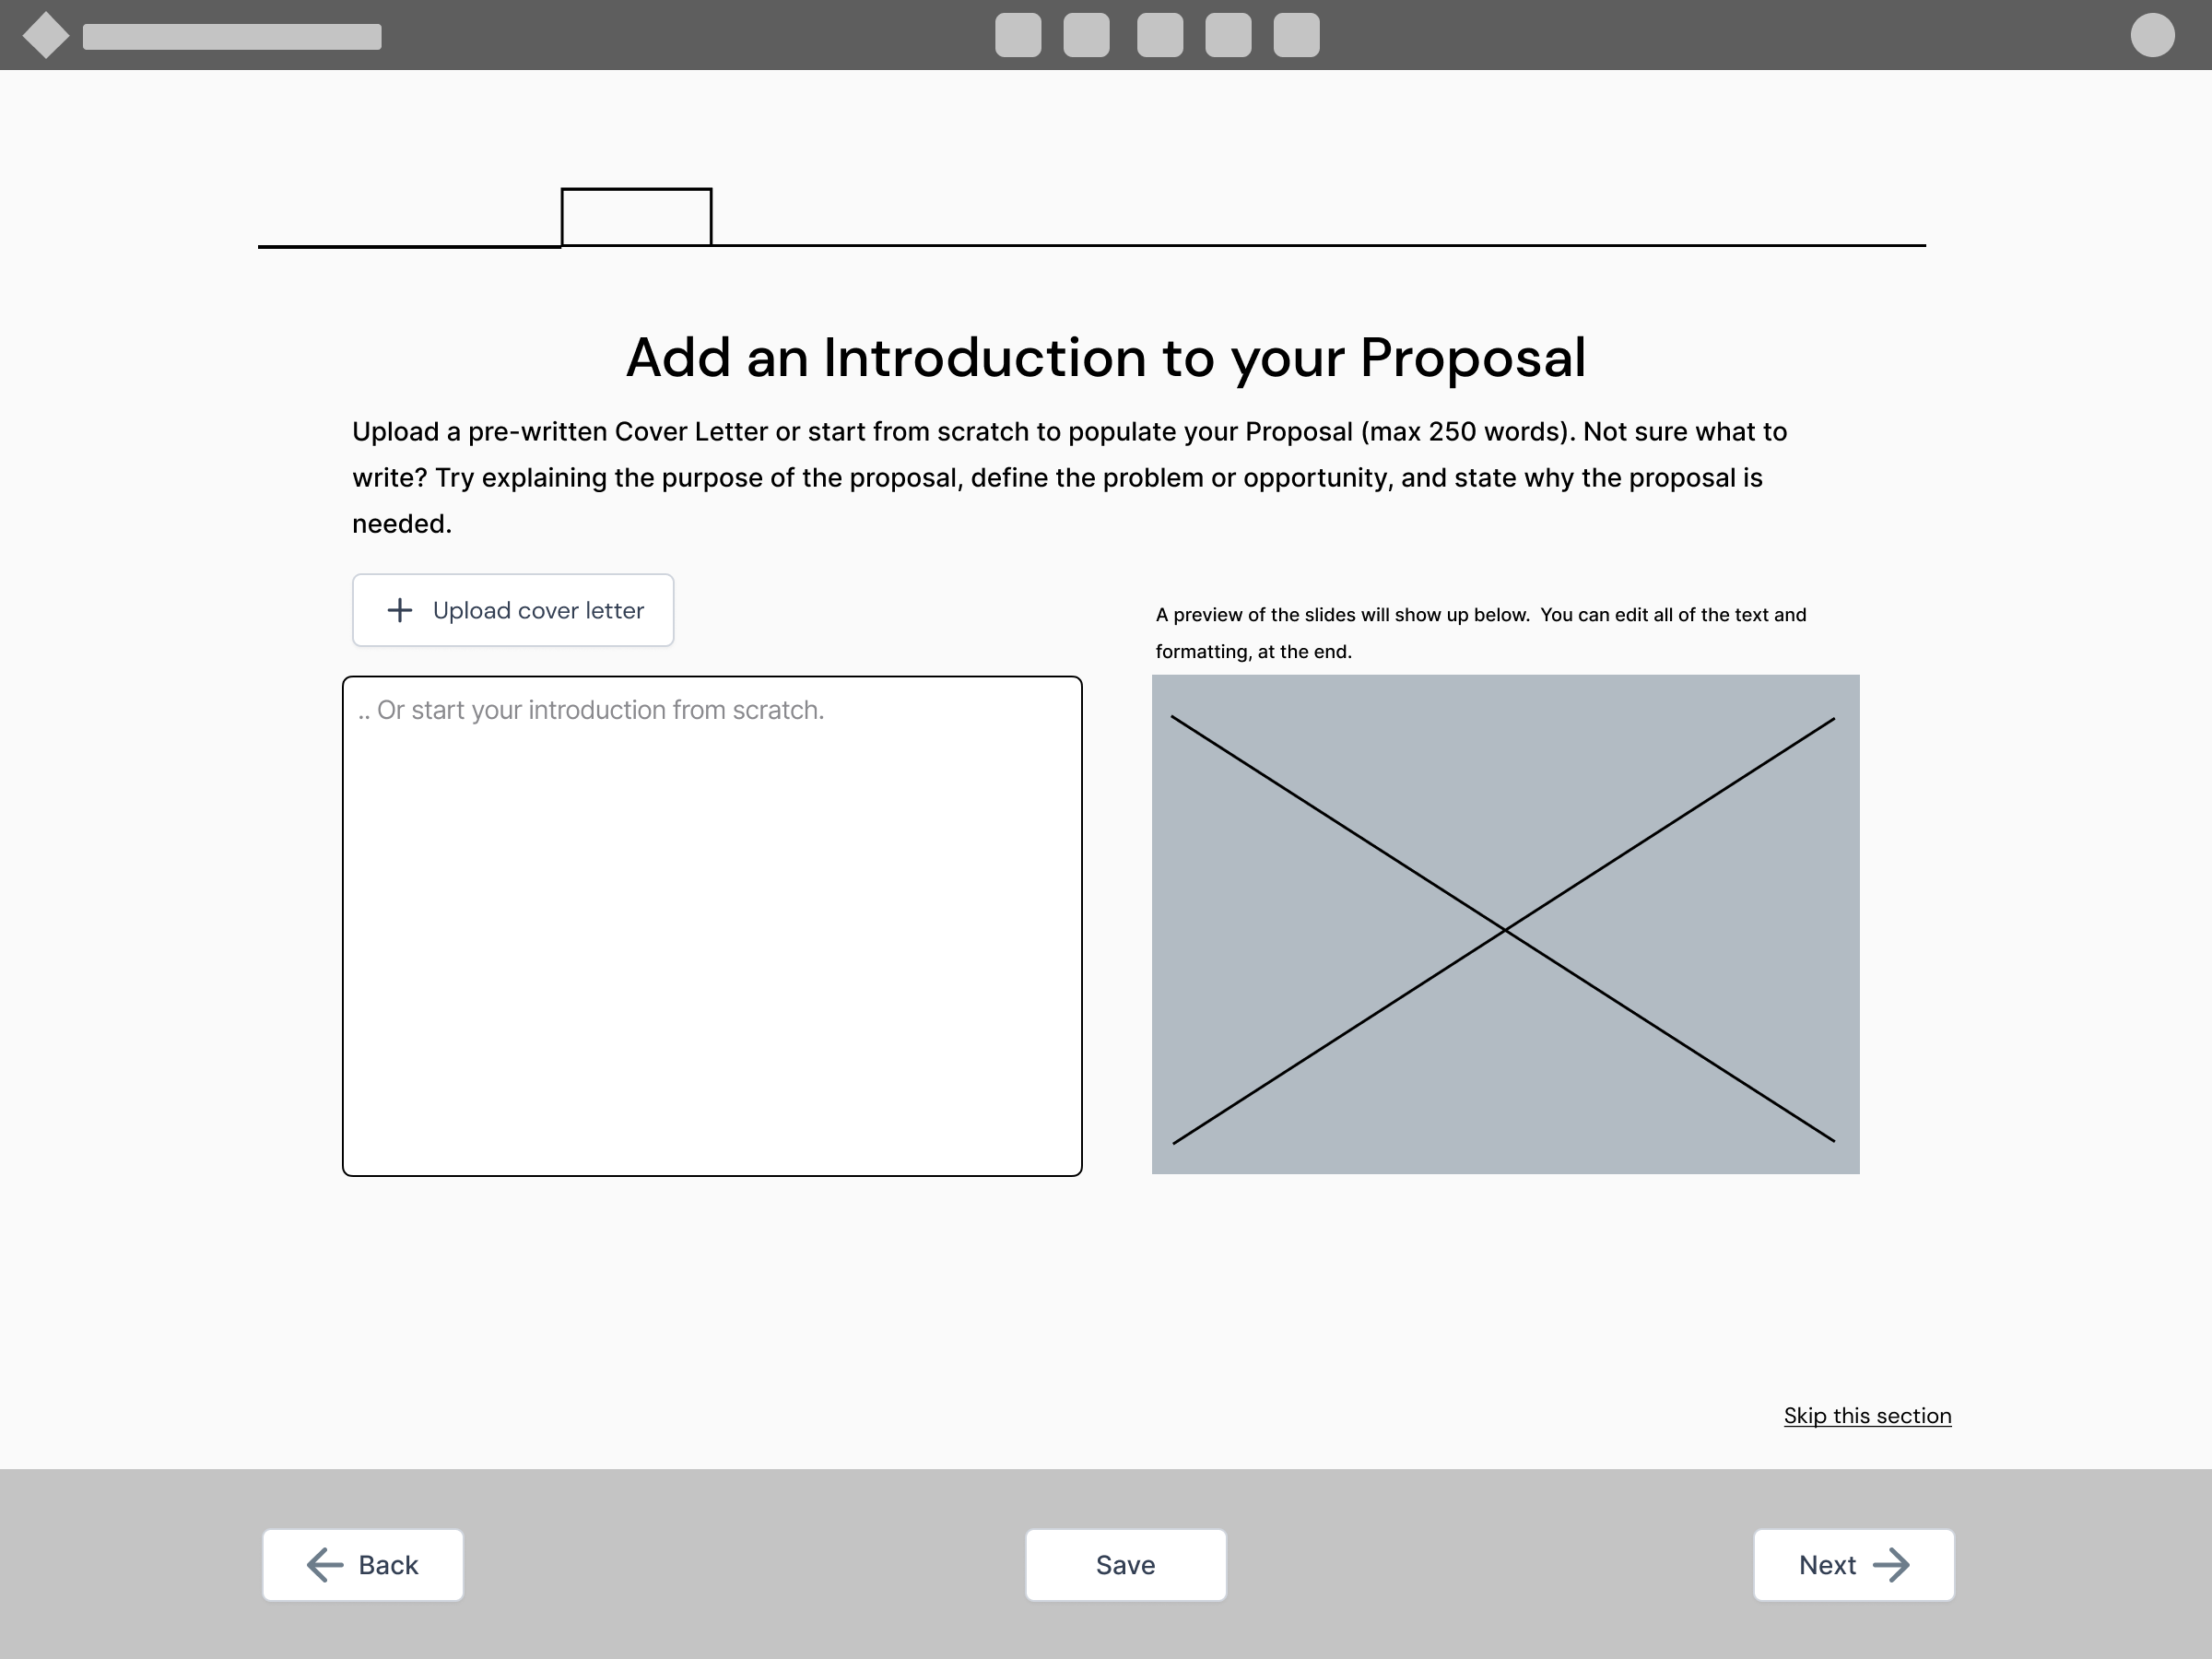 Add an Introduction to your Proposal
Upload a pre-written Cover Letter or start from scratch to populate your Proposal (max 250 words). Not sure what to
write? Try explaining the purpose of the proposal, define the problem or opportunity, and state why the proposal is
needed.
Upload cover letter
A preview of the slides will show up below.  You can edit all of the text and
formatting, at the end.
.. Or start your introduction from scratch.
Skip this section
Back
Save
Next